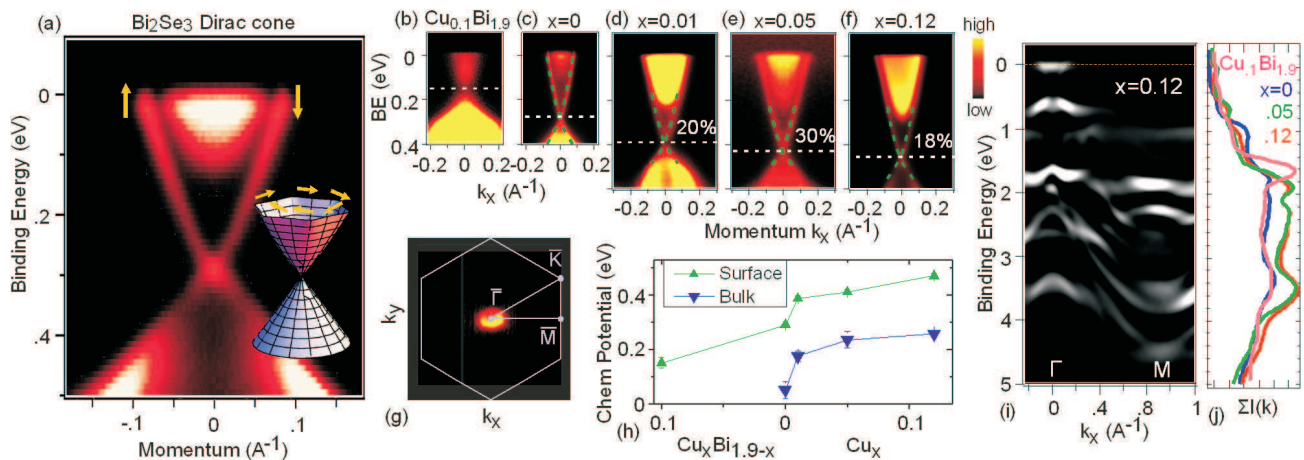 (a) Bi2Se3 Dirac cone
Binding Energy (eV)
0
.2
.4
-.1 0 .1
Momentum (A-1)
(b) Cu0.1Bi1.9
(c) x=0
BE (eV)
0
0.2
0.4
-0.2 0 0.2
-0.2 0 0.2
kX (A-1)
(d) x=0.01
(e) x=0.05
(f) x=0.12
20%
30%
18%
-0.2 0 0.2
-0.2 0 0.2
-0.2 0 0.2
Momentum kX (A-1)
high
low
(g)
ky
kX
K
Γ
M
(h)
Chem Potential (eV)
0.4
0.2
0
Surface
Bulk
0.1 0 0.05 0.1
CuXBi1.9-x CuX
(i)
x=0.12
Binding Energy (eV)
0
1
2
3
4
5
Γ M
0 .4 .8 1
kX (A-1)
(j)
Cu.1Bi1.9
x=0
.05
.12
ΣI(k)